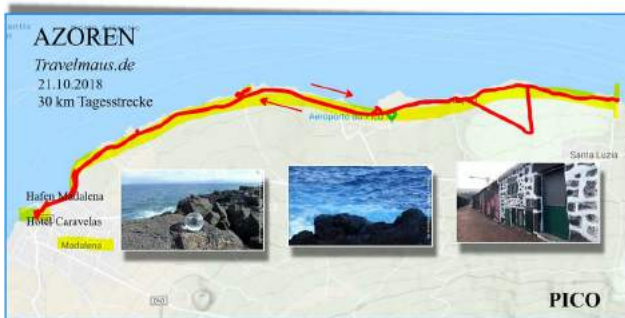 AZOREN
Travelmaus.de
21.10.2018
30 km Tagesstrecke
Aeroporto do Pico
Santa Luzia
Hafen Madalena
Hotel Caravelas
Madalena
PICO